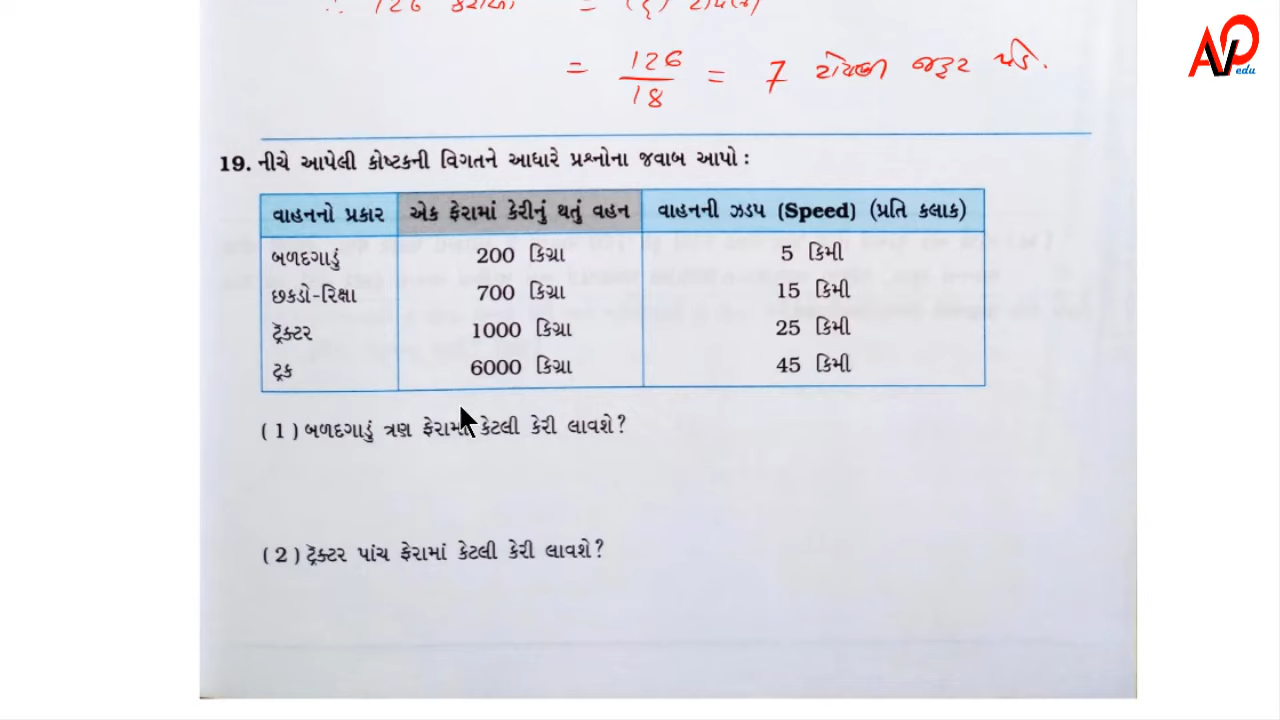 ∴ 126
= 126/18 = 7 જરૂર પડે.
AVP edu
19. નીચે આપેલી કોષ્ટકની વિગતને આધારે પ્રશ્નોના જવાબ આપો :
વાહનનો પ્રકાર એક ફેરામાં કેરીનું થતું વહન વાહનની ઝડપ (Speed) (પ્રતિ કલાક)
બળદગાડું 200 કિગ્રા 5 કિમી
છકડો-રિક્ષા 700 કિગ્રા 15 કિમી
ટ્રૅક્ટર 1000 કિગ્રા 25 કિમી
ટ્રક 6000 કિગ્રા 45 કિમી
(1) બળદગાડું ત્રણ ફેરામાં કેટલી કેરી લાવશે?
(2) ટ્રૅક્ટર પાંચ ફેરામાં કેટલી કેરી લાવશે?